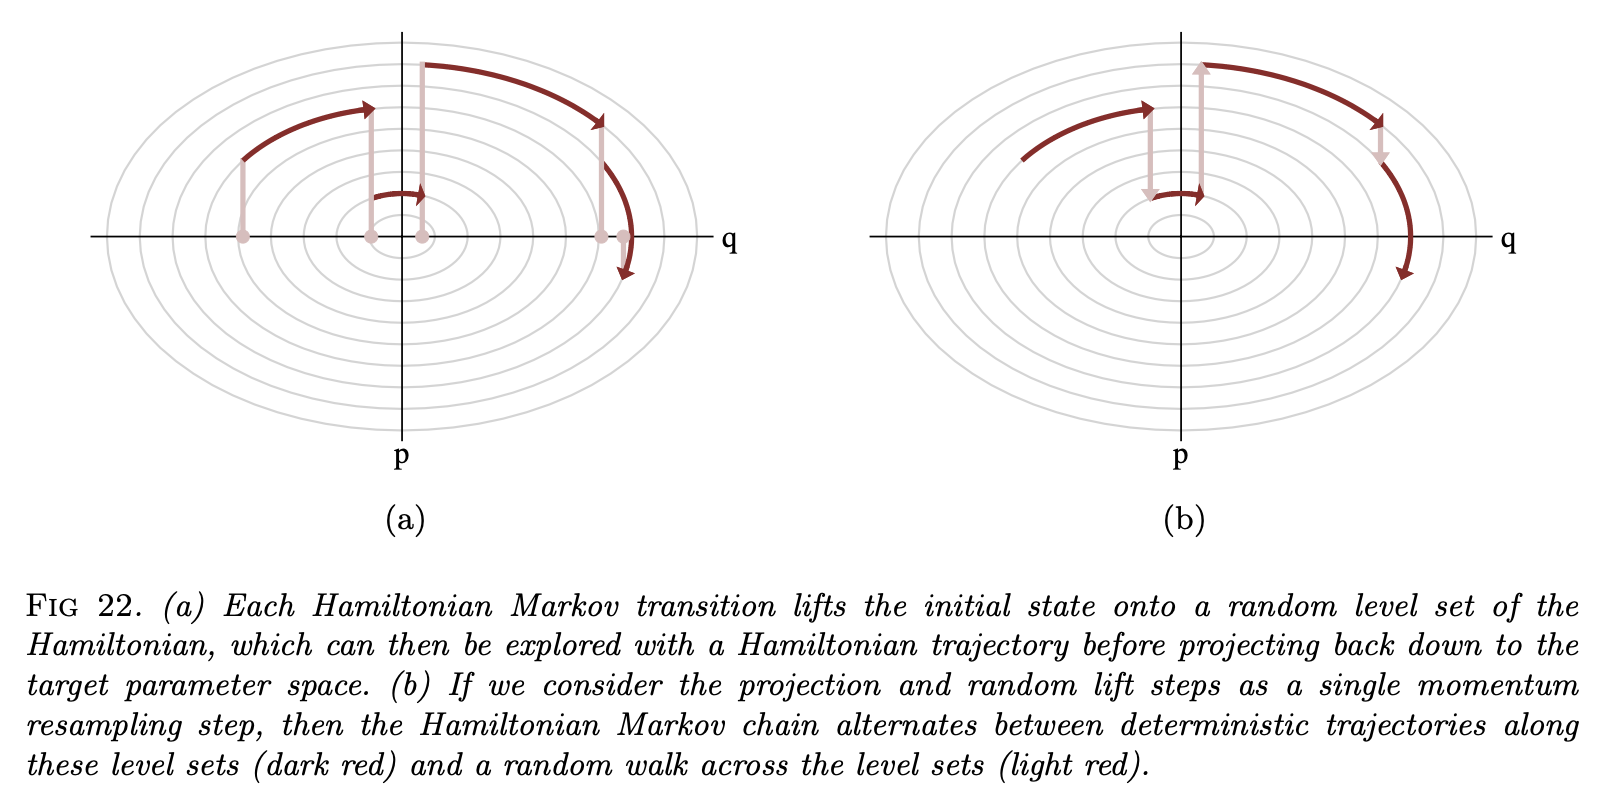 q
q
p
p
(a)
(b)
Fig 22. (a) Each Hamiltonian Markov transition lifts the initial state onto a random level set of the
Hamiltonian, which can then be explored with a Hamiltonian trajectory before projecting back down to the
target parameter space. (b) If we consider the projection and random lift steps as a single momentum
resampling step, then the Hamiltonian Markov chain alternates between deterministic trajectories along
these level sets (dark red) and a random walk across the level sets (light red).